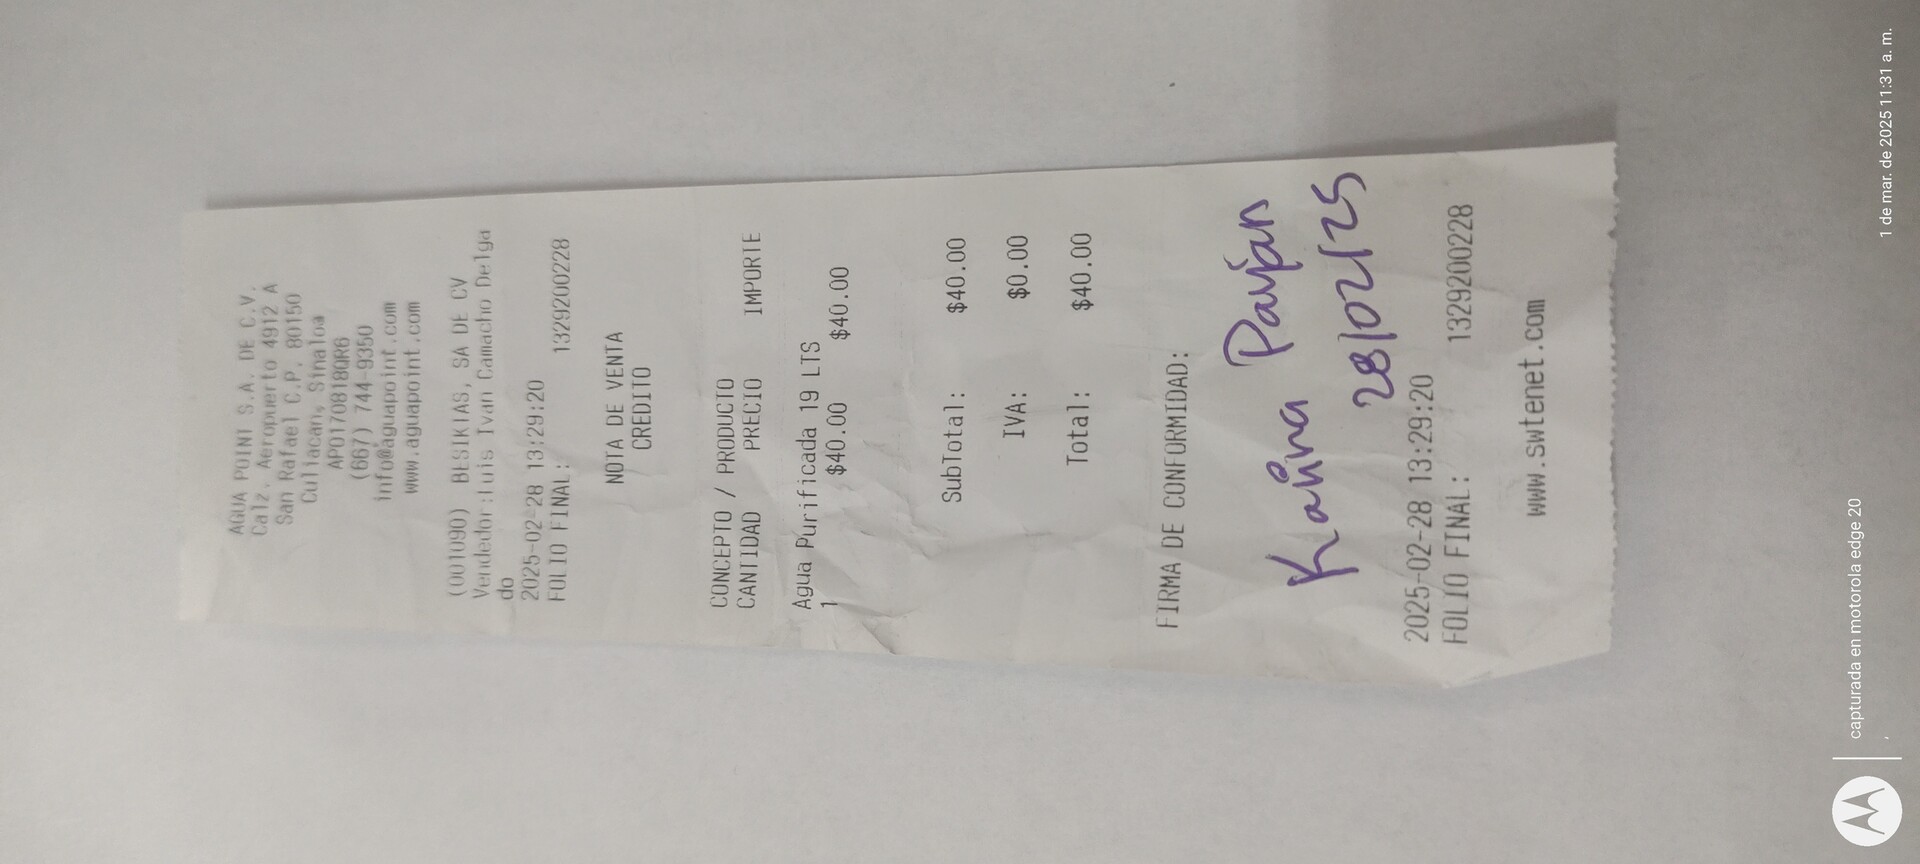 AGUA POINT S.A. DE C.V.
Calz. Aeropuerto 4912 A
San Rafael C.P. 80150
Culiacan, Sinaloa
APO170818QR6
(667) 744-9350
info@aguapoint.com
www.aguapoint.com
(001090) BESUKIAS, SA DE CV
Vendedor:Luis Ivan Camacho Delga
do
2025-02-28 13:29:20
FOLIO FINAL: 1329200228
NOTA DE VENTA
CREDITO
CONCEPTO / PRODUCTO
CANTIDAD PRECIO IMPORTE
Agua Purificada 19 LTS
1 $40.00 $40.00
SubTotal: $40.00
IVA: $0.00
Total: $40.00
FIRMA DE CONFORMIDAD:
28/02/25
2025-02-28 13:29:20
FOLIO FINAL: 1329200228
www.swtenet.com
capturada en motorola edge 20
1 de mar. de 2025 11:31 a. m.